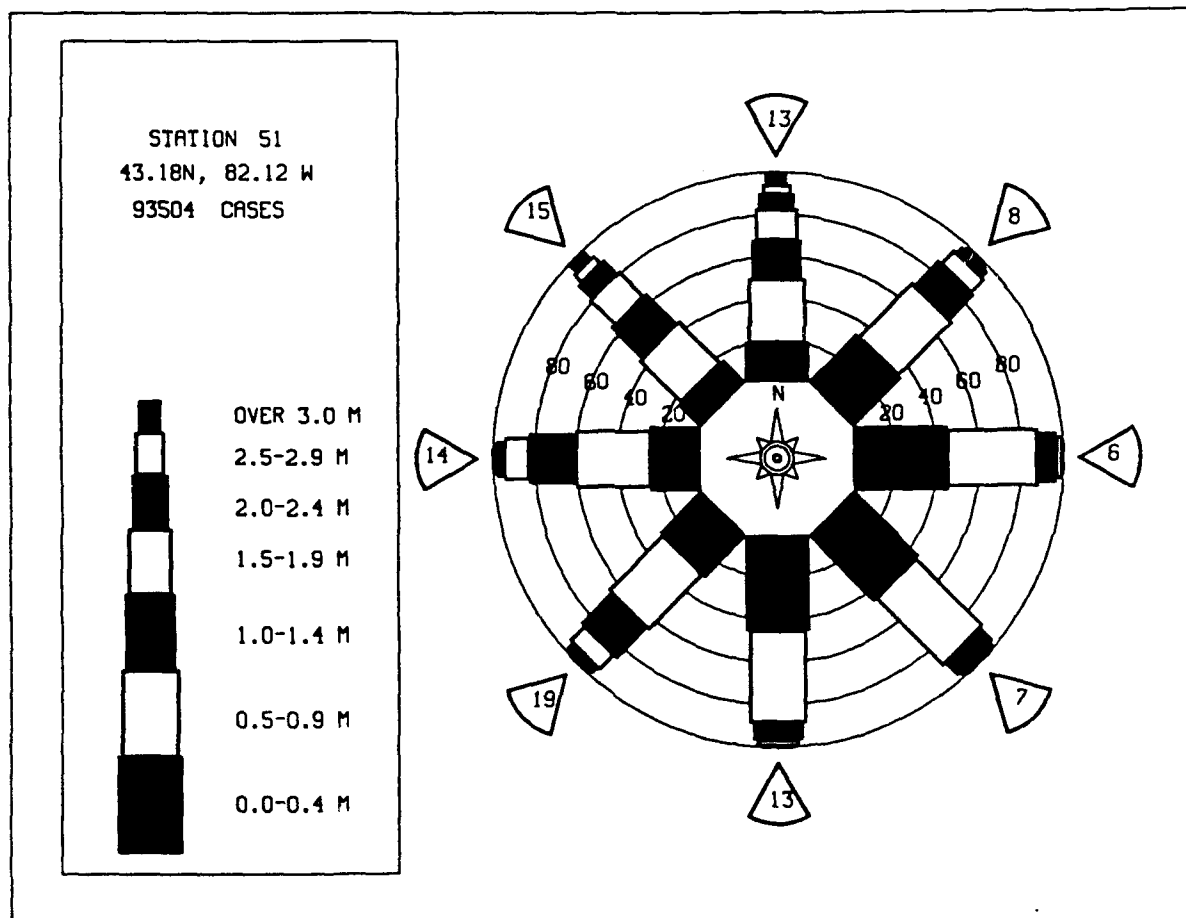 STATION 51
43.18N, 82.12 W
93504 CASES
OVER 3.0 M
2.5-2.9 M
2.0-2.4 M
1.5-1.9 M
1.0-1.4 M
0.5-0.9 M
0.0-0.4 M
13
15
8
80
60
40
20
N
20
40
60
80
14
6
19
7
13